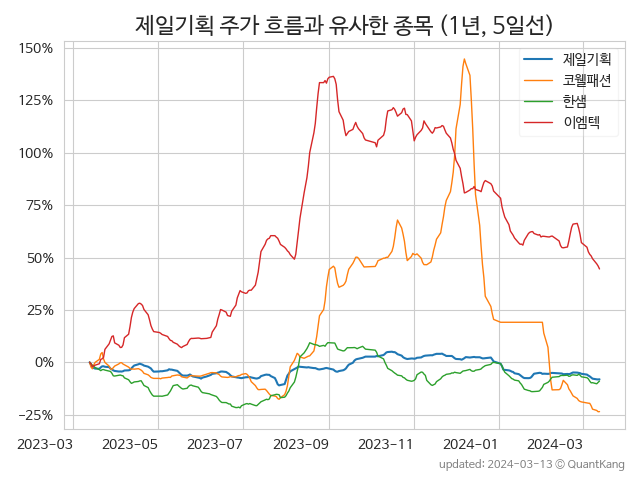 제일기획 주가 흐름과 유사한 종목 (1년, 5일선)
150%
125%
100%
75%
50%
25%
0%
−25%
제일기획
코웰패션
한샘
이엠텍
2023-03 2023-05 2023-07 2023-09 2023-11 2024-01 2024-03
updated: 2024-03-13 © QuantKang